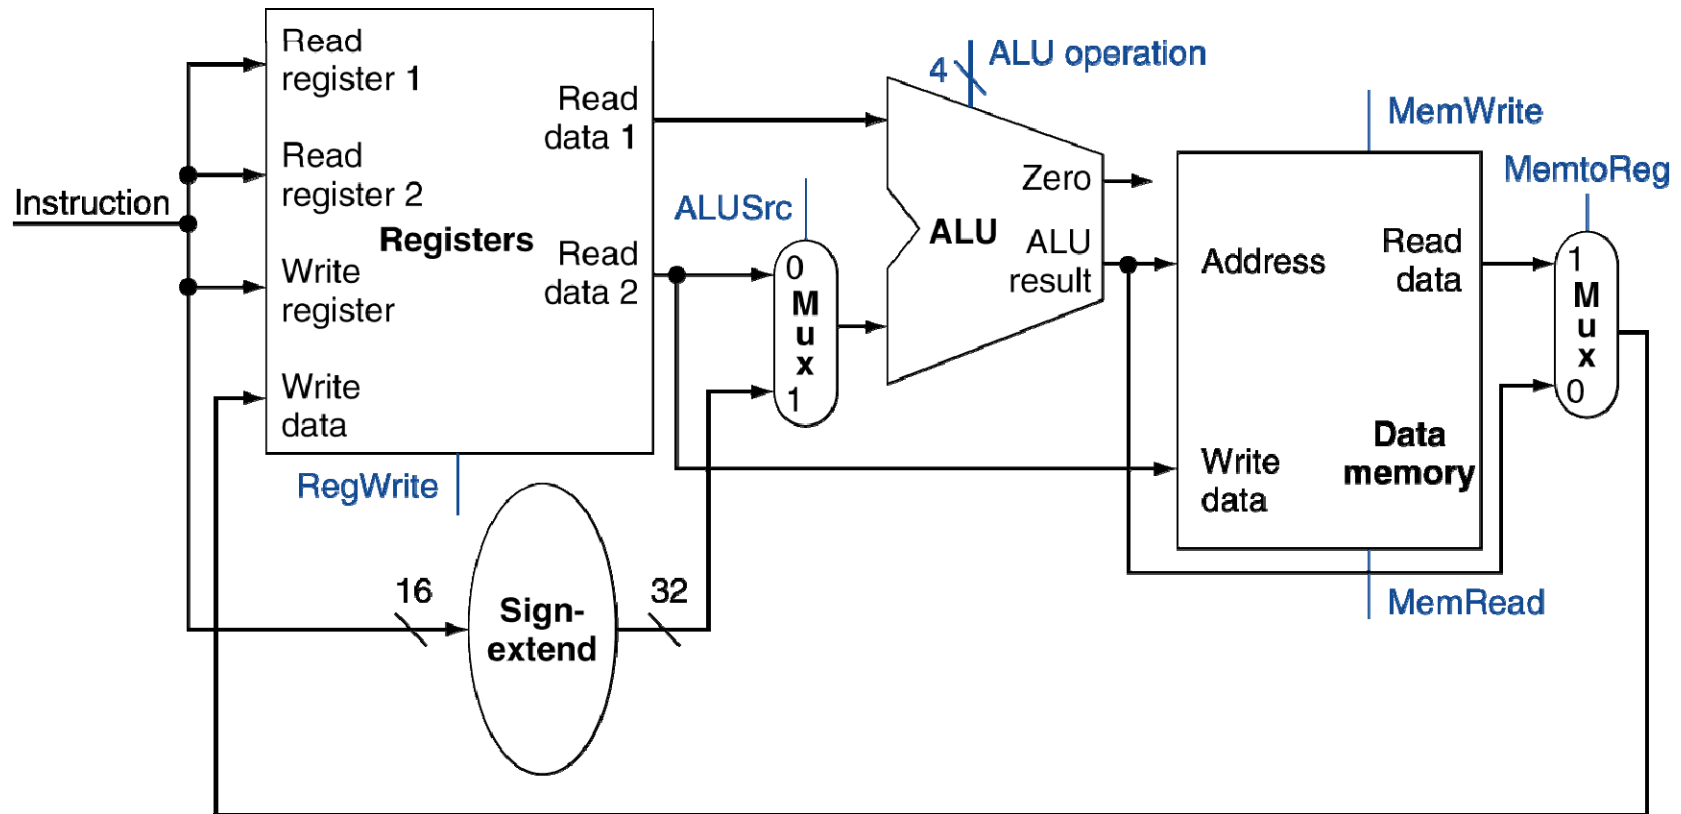 Instruction
Read
register 1
Read
register 2
Registers
Write
register
Write
data
Read
data 1
Read
data 2
RegWrite
16
Sign-
extend
32
ALUSrc
0
M
u
x
1
4
ALU operation
Zero
ALU
ALU
result
MemWrite
Address
Read
data
Write
data
Data
memory
MemRead
MemtoReg
1
M
u
x
0